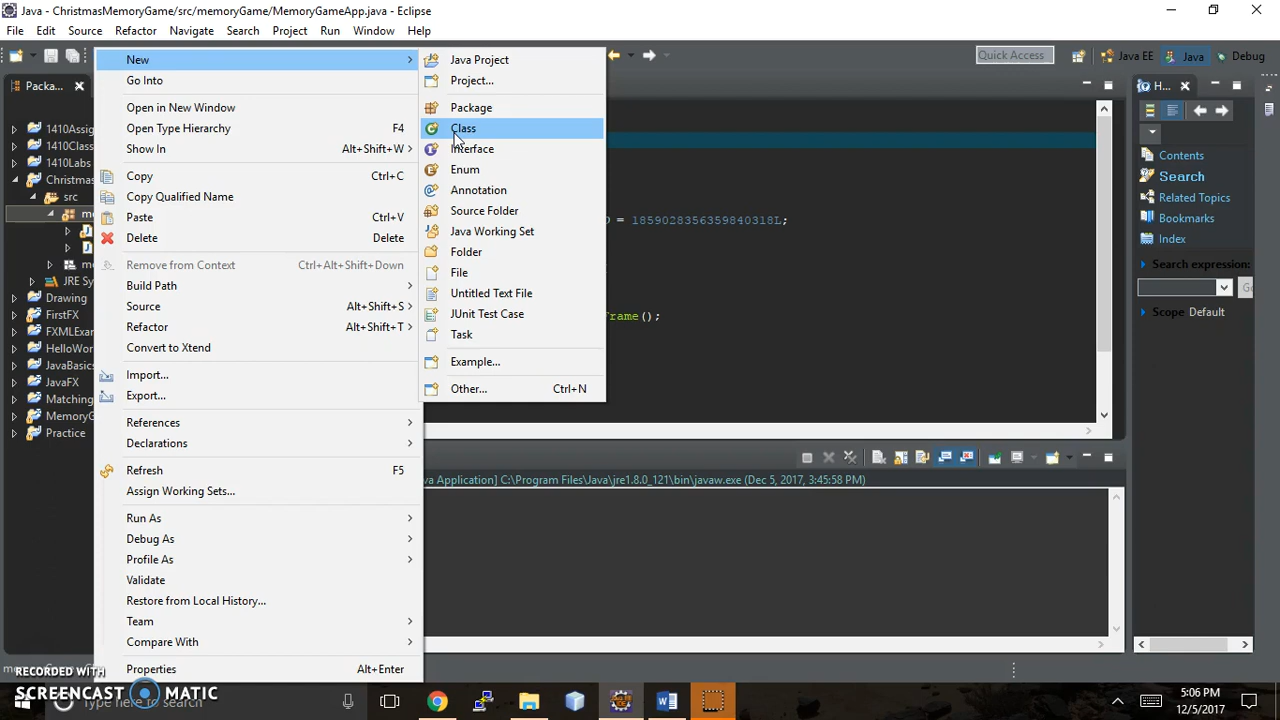 Java - ChristmasMemoryGame/src/memoryGame/MemoryGameApp.java - Eclipse
File Edit Source Refactor Navigate Search Project Run Window Help
Quick Access Java EE Java Debug
Packa...
H...
1410Assig
1410Class
1410Labs
Christmas
src
me
JRE Sy
Drawing
FirstFX
FXMLExar
HelloWor
JavaBasics
JavaFX
Matching
MemoryG
Practice
New
Go Into
Open in New Window
Open Type Hierarchy F4
Show In Alt+Shift+W
Copy Ctrl+C
Copy Qualified Name
Paste Ctrl+V
Delete Delete
Remove from Context Ctrl+Alt+Shift+Down
Build Path
Source Alt+Shift+S
Refactor Alt+Shift+T
Convert to Xtend
Import...
Export...
References
Declarations
Refresh F5
Assign Working Sets...
Run As
Debug As
Profile As
Validate
Restore from Local History...
Team
Compare With
Properties Alt+Enter
Java Project
Project...
Package
Class
Interface
Enum
Annotation
Source Folder
Java Working Set
Folder
File
Untitled Text File
JUnit Test Case
Task
Example...
Other... Ctrl+N
= 1859028356359840318L;
rame();
va Application] C:\Program Files\Java\jre1.8.0_121\bin\javaw.exe (Dec 5, 2017, 3:45:58 PM)
Contents
Search
Related Topics
Bookmarks
Index
Search expression:
Go
Scope Default
RECORDED WITH
SCREENCAST MATIC
here to search
5:06 PM
12/5/2017